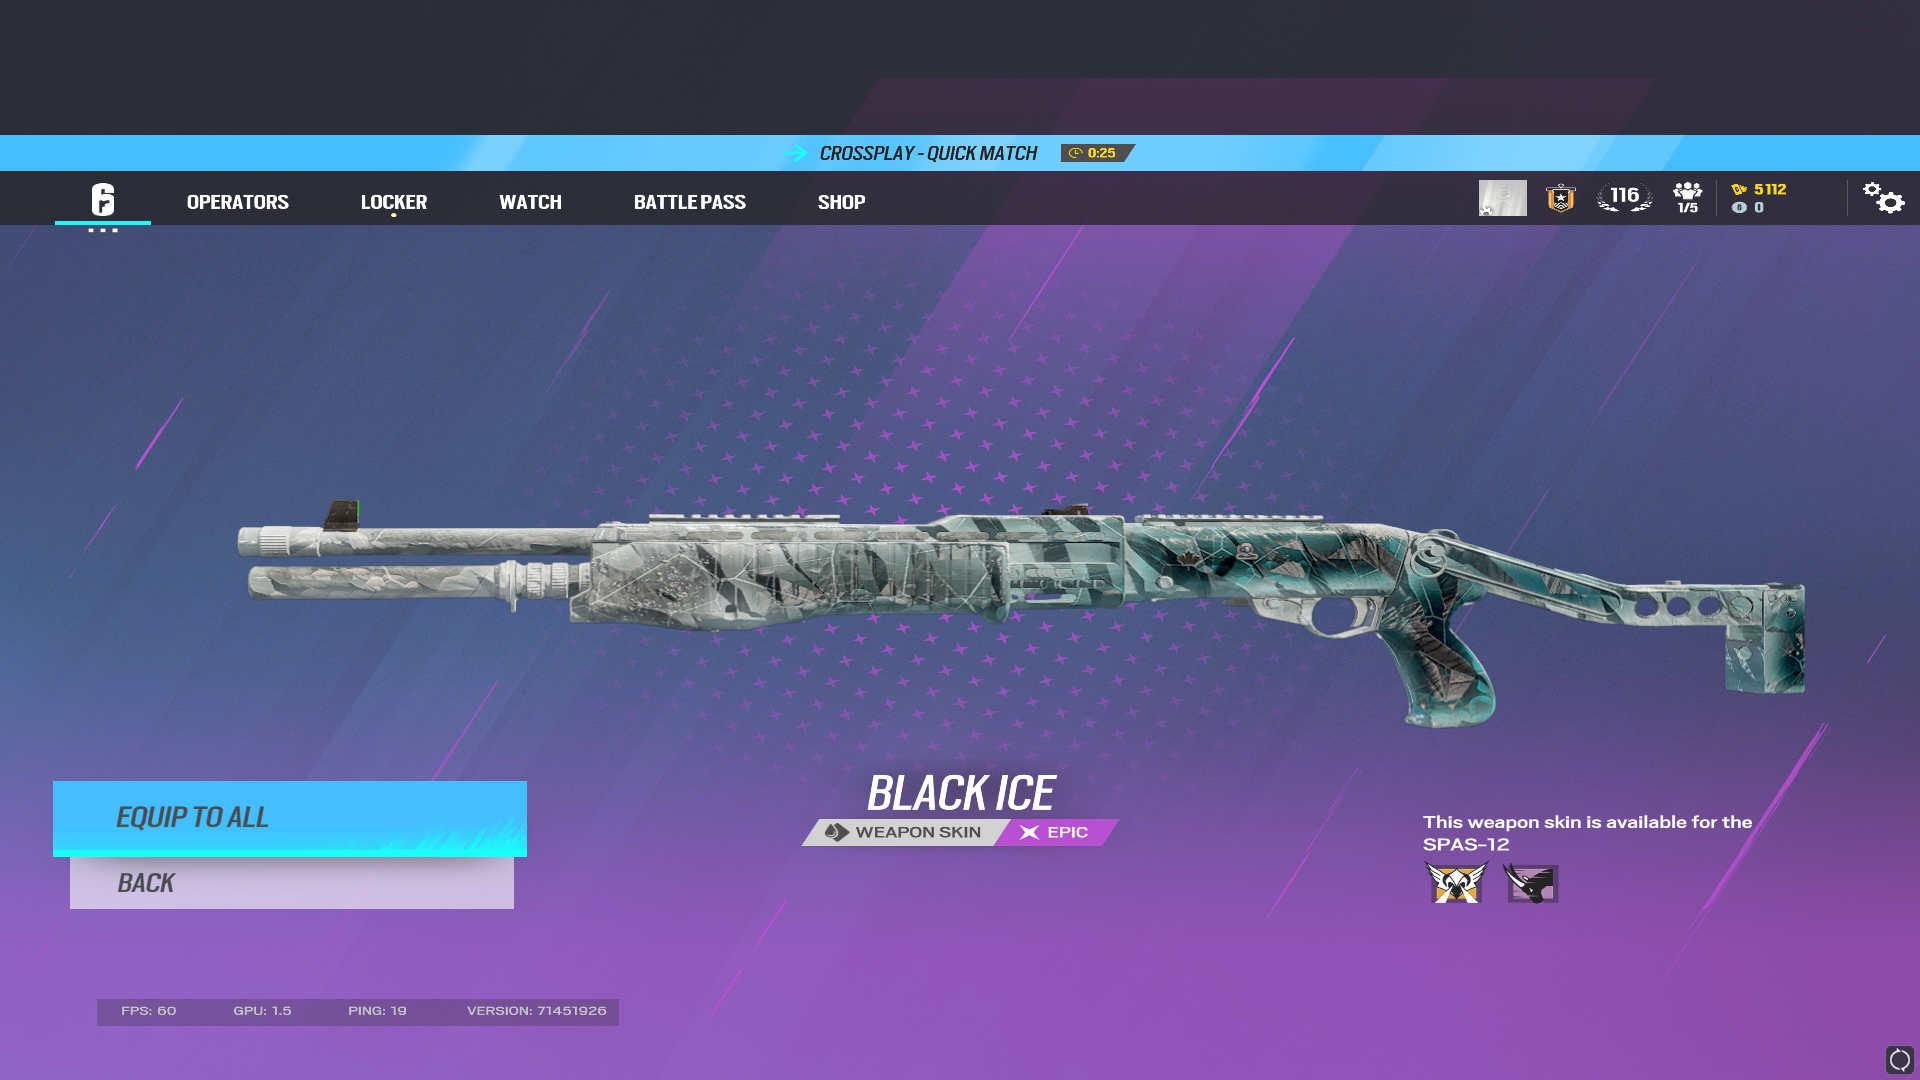 CROSSPLAY - QUICK MATCH 0:25
OPERATORS LOCKER WATCH BATTLE PASS SHOP 116 1/5 5 112 0
BLACK ICE
WEAPON SKIN EPIC
EQUIP TO ALL
BACK
This weapon skin is available for the
SPAS-12
FPS: 60 GPU: 1.5 PING: 19 VERSION: 71451926